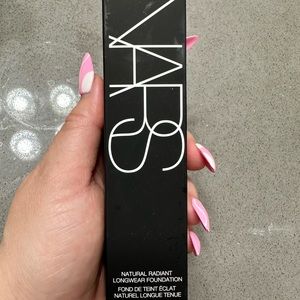 NARS
NATURAL RADIANT
LONGWEAR FOUNDATION
FOND DE TEINT ÉCLAT
NATUREL LONGUE TENUE